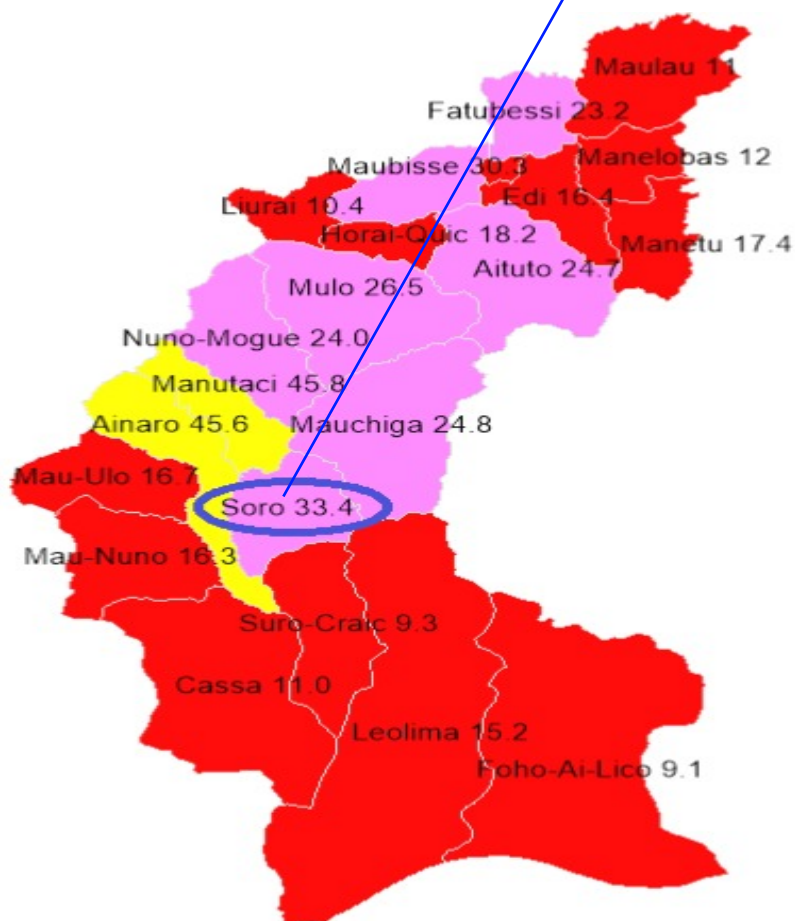 Maulau 11
Fatubessi 23.2
Manelobas 12
Maubisse 30.3
Edi 16.4
Liurai 10.4
Horai-Quic 18.2
Manetu 17.4
Aituto 24.7
Mulo 26.5
Nuno-Mogue 24.0
Manutaci 45.8
Ainaro 45.6
Mauchiga 24.8
Mau-Ulo 16.7
Soro 33.4
Mau-Nuno 16.3
Suro-Craic 9.3
Cassa 11.0
Leolima 15.2
Foho-Ai-Lico 9.1